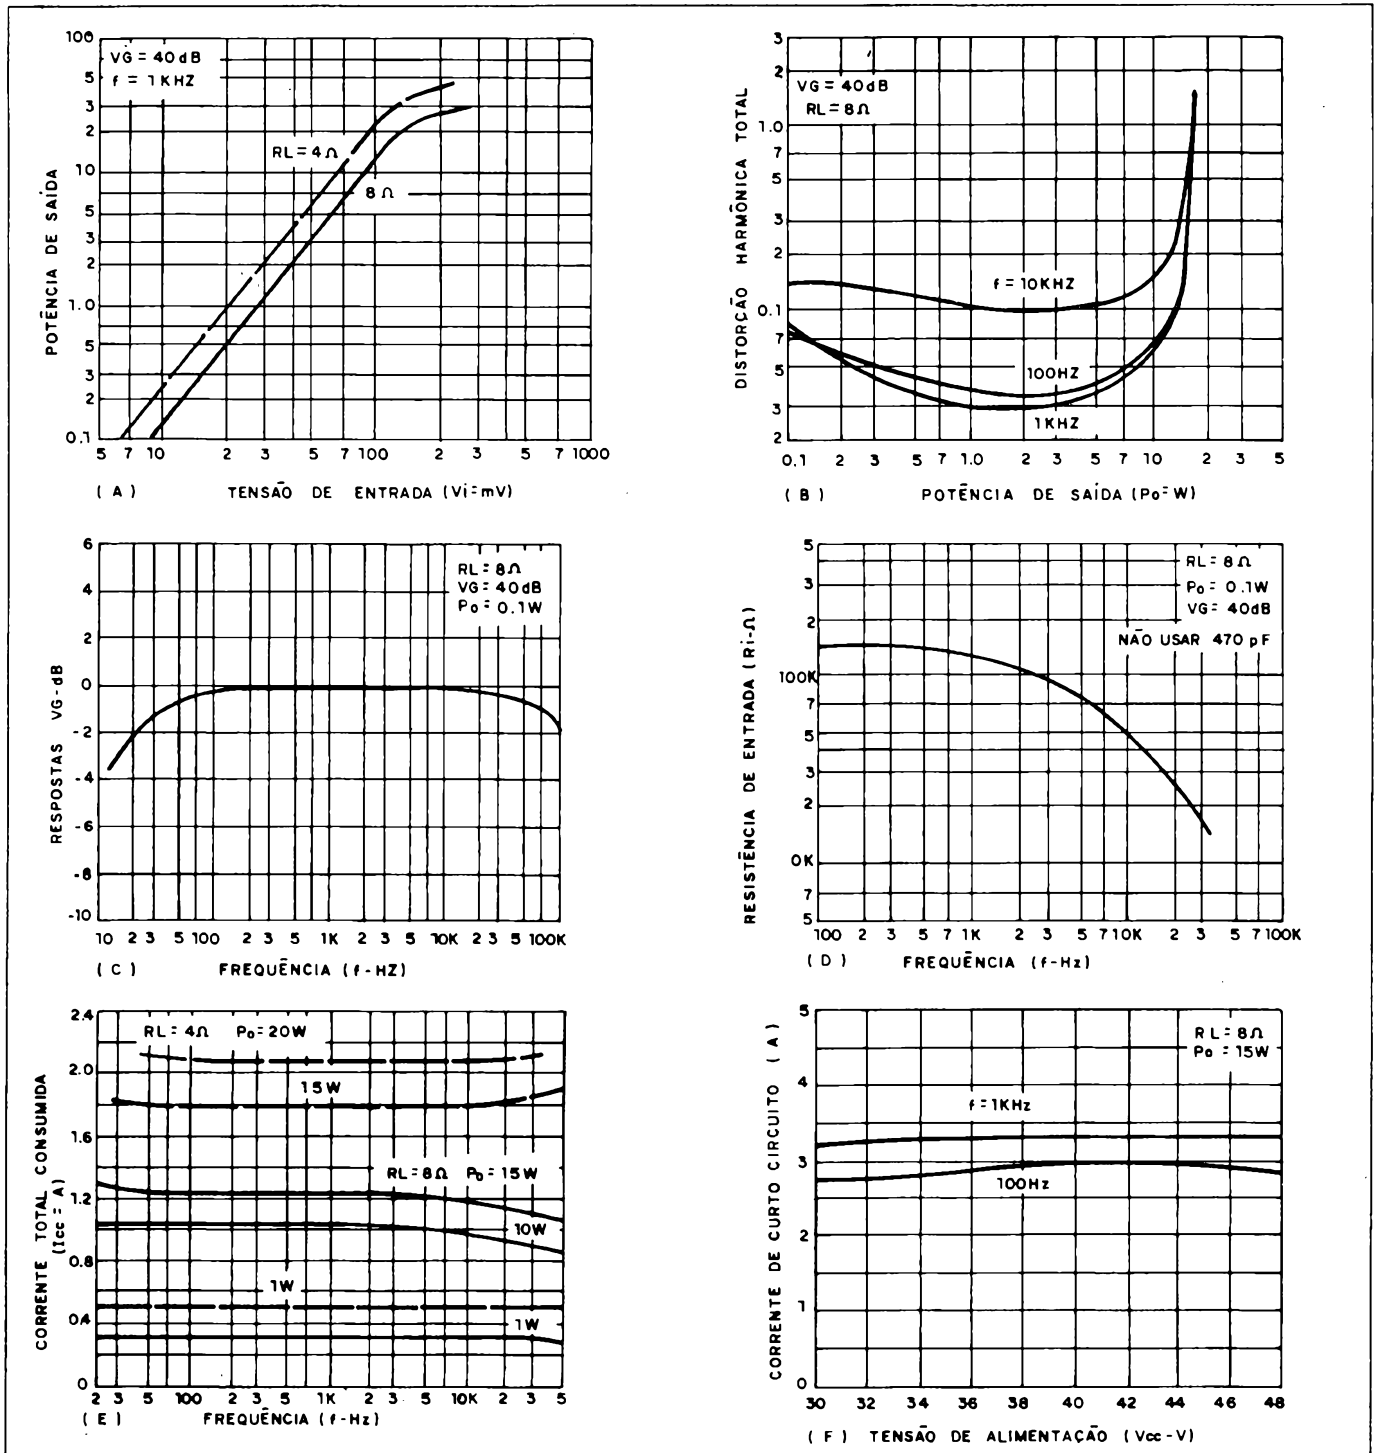 VG = 40dB
f = 1KHZ
RL = 4Ω
8Ω
POTÊNCIA DE SAÍDA
100 5 3 2 10 5 3 2 1.0 5 3 2 0.1
5 7 10 2 3 5 7 100 2 3 5 7 1000
(A) TENSÃO DE ENTRADA (Vi=mV)
VG = 40dB
RL = 8Ω
f = 10KHZ
100HZ
1KHZ
DISTORÇÃO HARMÔNICA TOTAL
3 2 1.0 7 5 3 2 0.1 7 5 3 2
0.1 2 3 5 7 1.0 2 3 5 7 10 2 3 5
(B) POTÊNCIA DE SAÍDA (Po=W)
RL = 8Ω
VG = 40dB
Po = 0.1W
RESPOSTAS VG-dB
6 4 2 0 -2 -4 -6 -8 -10
10 2 3 5 100 2 3 5 1K 2 3 5 10K 2 3 5 100K
(C) FREQUÊNCIA (f-HZ)
RL = 8Ω
Po = 0.1W
VG = 40dB
NÃO USAR 470 pF
RESISTÊNCIA DE ENTRADA (Ri-Ω)
5 3 2 100K 7 5 3 2 0K 7 5
100 2 3 5 7 1K 2 3 5 7 10K 2 3 5 7 100K
(D) FREQUÊNCIA (f-Hz)
RL = 4Ω Po = 20W
15W
RL = 8Ω Po = 15W
10W
1W
1W
CORRENTE TOTAL CONSUMIDA
(Icc = A)
2.4 2.0 1.6 1.2 0.8 04 0
2 3 5 100 2 3 5 1K 2 3 5 10K 2 3 5
(E) FREQUÊNCIA (f-Hz)
RL = 8Ω
Po = 15W
f = 1KHz
100Hz
CORRENTE DE CURTO CIRCUITO (A)
5 4 3 2 1 0
30 32 34 36 38 40 42 44 46 48
(F) TENSÃO DE ALIMENTAÇÃO (Vcc-V)